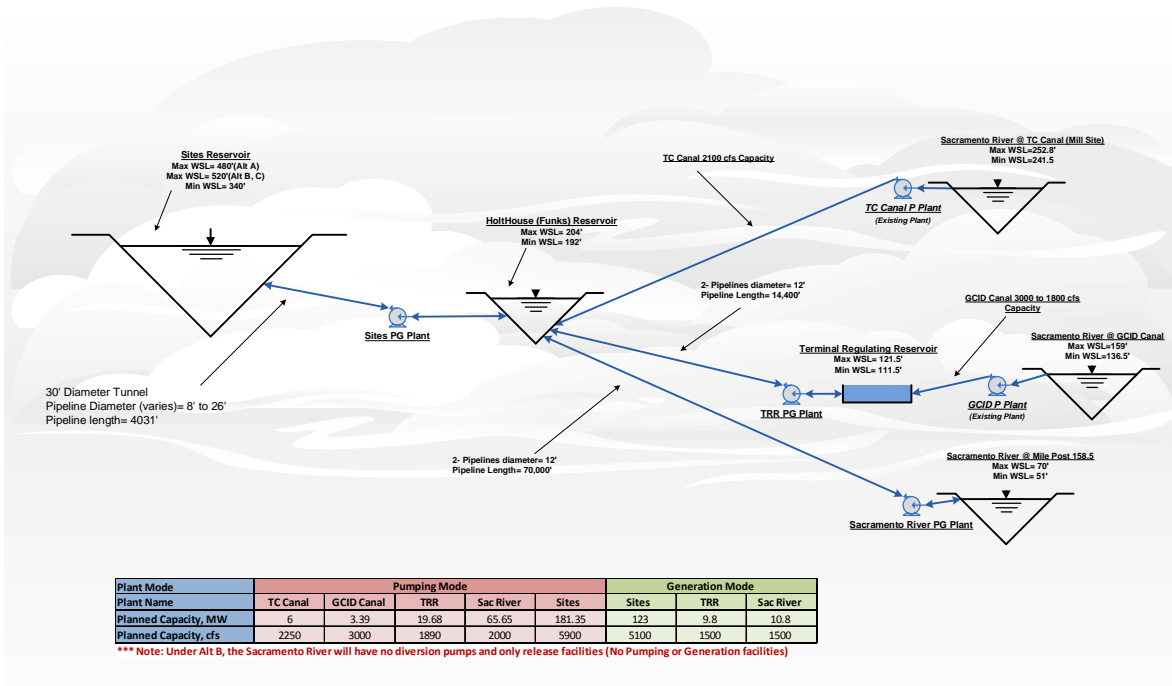 Sites Reservoir
Max WSL= 480'(Alt A)
Max WSL= 520'(Alt B, C)
Min WSL= 340'
HoltHouse (Funks) Reservoir
Max WSL= 204'
Min WSL= 192'
TC Canal 2100 cfs Capacity
Sacramento River @ TC Canal (Mill Site)
Max WSL=252.8'
Min WSL=241.5
TC Canal P Plant
(Existing Plant)
2- Pipelines diameter= 12'
Pipeline Length= 14,400'
GCID Canal 3000 to 1800 cfs
Capacity
Sacramento River @ GCID Canal
Max WSL=159'
Min WSL=136.5'
Sites PG Plant
Terminal Regulating Reservoir
Max WSL= 121.5'
Min WSL= 111.5'
TRR PG Plant
GCID P Plant
(Existing Plant)
30' Diameter Tunnel
Pipeline Diameter (varies)= 8' to 26'
Pipeline length= 4031'
2- Pipelines diameter= 12'
Pipeline Length= 70,000'
Sacramento River @ Mile Post 158.5
Max WSL= 70'
Min WSL= 51'
Sacramento River PG Plant
Plant Mode Pumping Mode Generation Mode
Plant Name TC Canal GCID Canal TRR Sac River Sites Sites TRR Sac River
Planned Capacity, MW 6 3.39 19.68 65.65 181.35 123 9.8 10.8
Planned Capacity, cfs 2250 3000 1890 2000 5900 5100 1500 1500
*** Note: Under Alt B, the Sacramento River will have no diversion pumps and only release facilities (No Pumping or Generation facilities)